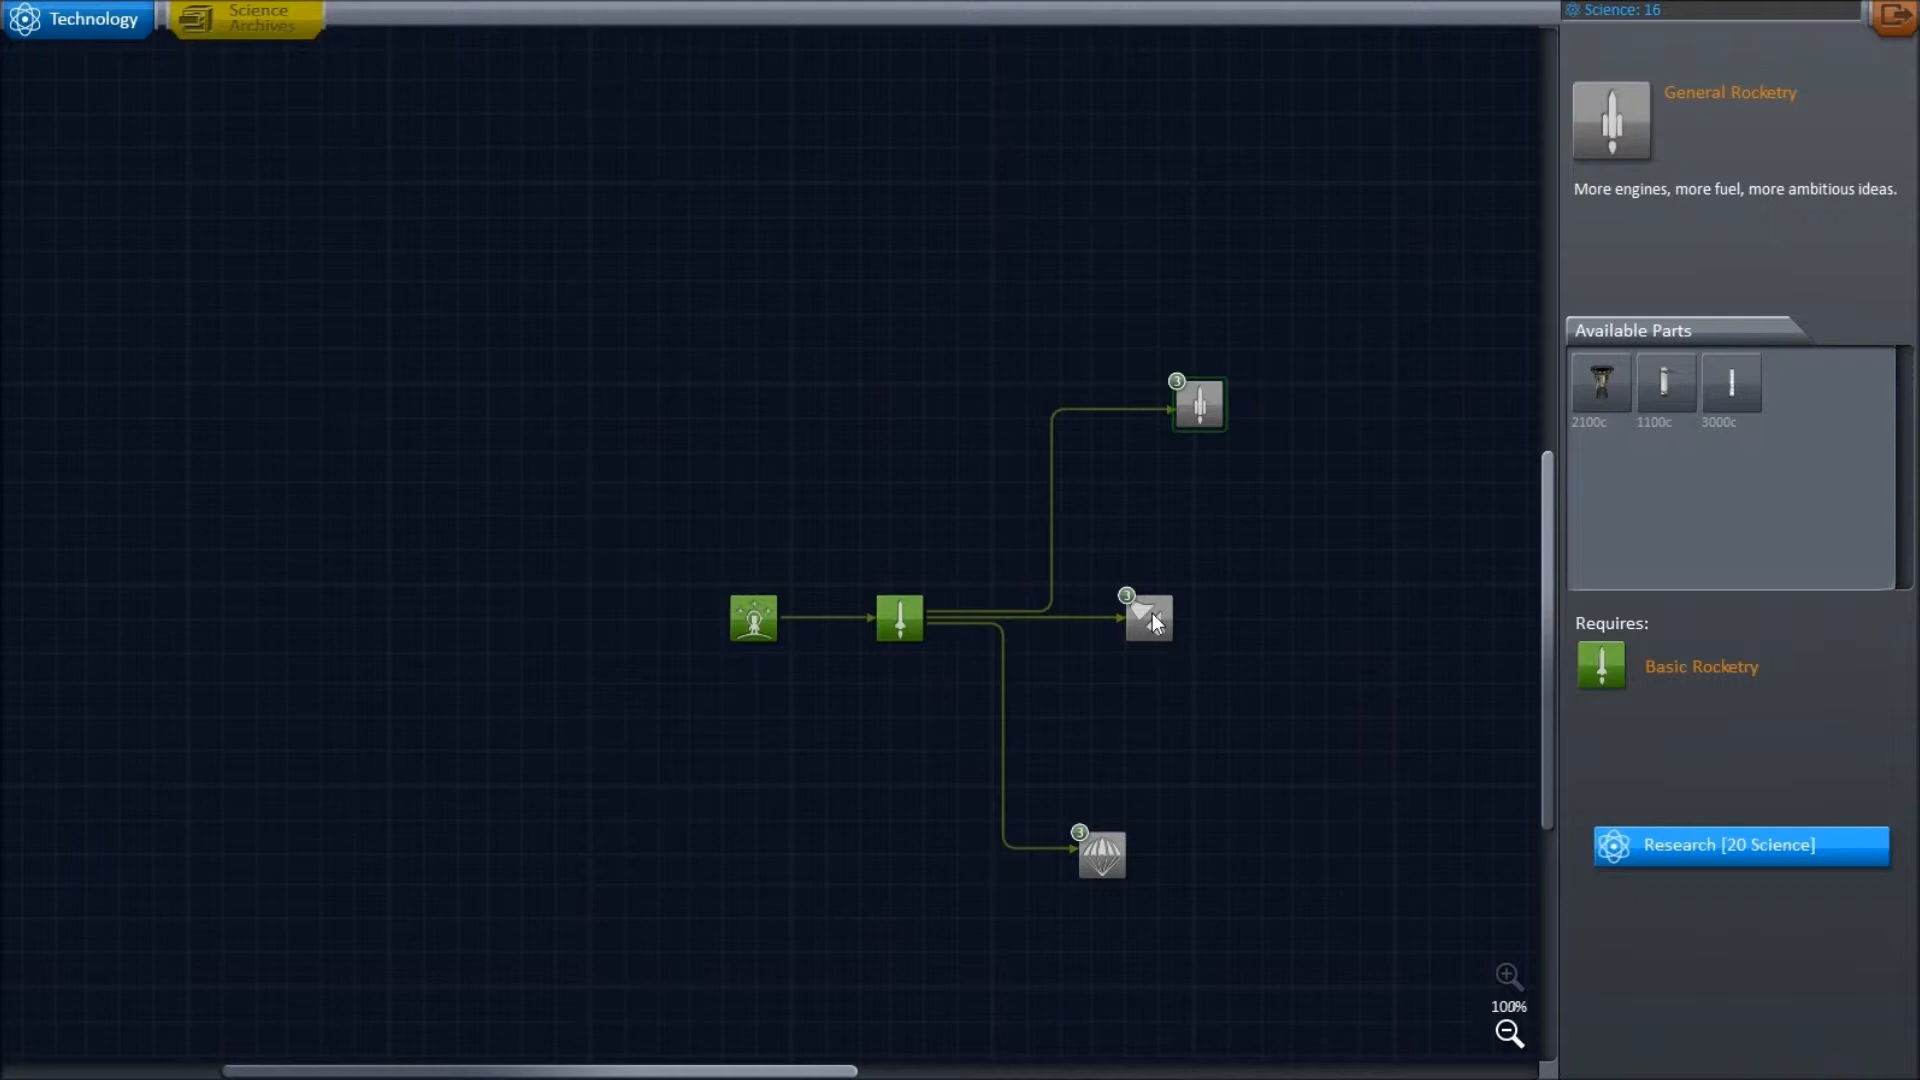 Technology
Science
Archives
Science: 16
General Rocketry
More engines, more fuel, more ambitious ideas.
Available Parts
2100c 1100c 3000c
3
3
3
Requires:
Basic Rocketry
Research [20 Science]
100%